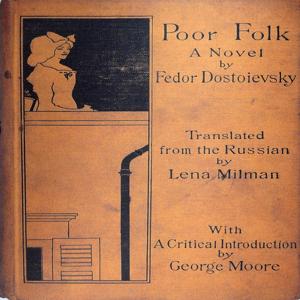 Poor Folk
A Novel
by
Fedor Dostoievsky
Translated
from the Russian
by
Lena Milman
With
A Critical Introduction
by
George Moore